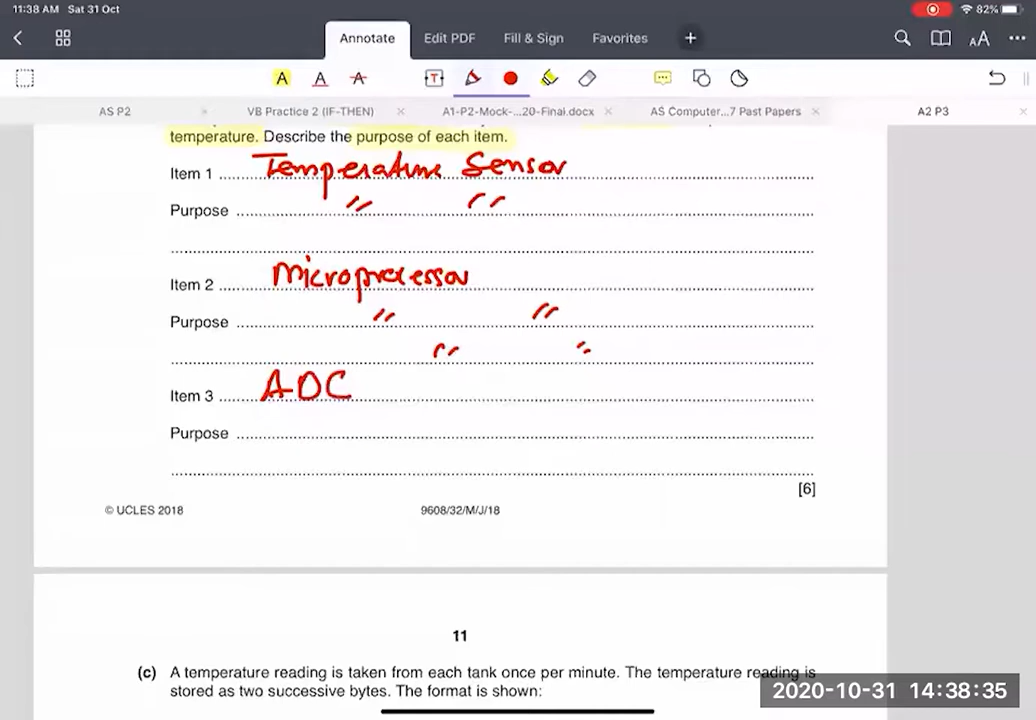 11:38 AM Sat 31 Oct
82%
Annotate Edit PDF Fill & Sign Favorites +
AA
A T
AS P2 × VB Practice 2 (IF-THEN) × A1-P2-Mock-...20-Final.docx × AS Computer...7 Past Papers × A2 P3 ×
temperature. Describe the purpose of each item.
Item 1 Temperature Sensor
Purpose " "
Item 2 Microprocessor
Purpose " "
" "
Item 3 ADC
Purpose
[6]
© UCLES 2018 9608/32/M/J/18
11
(c) A temperature reading is taken from each tank once per minute. The temperature reading is
stored as two successive bytes. The format is shown:
2020-10-31 14:38:35